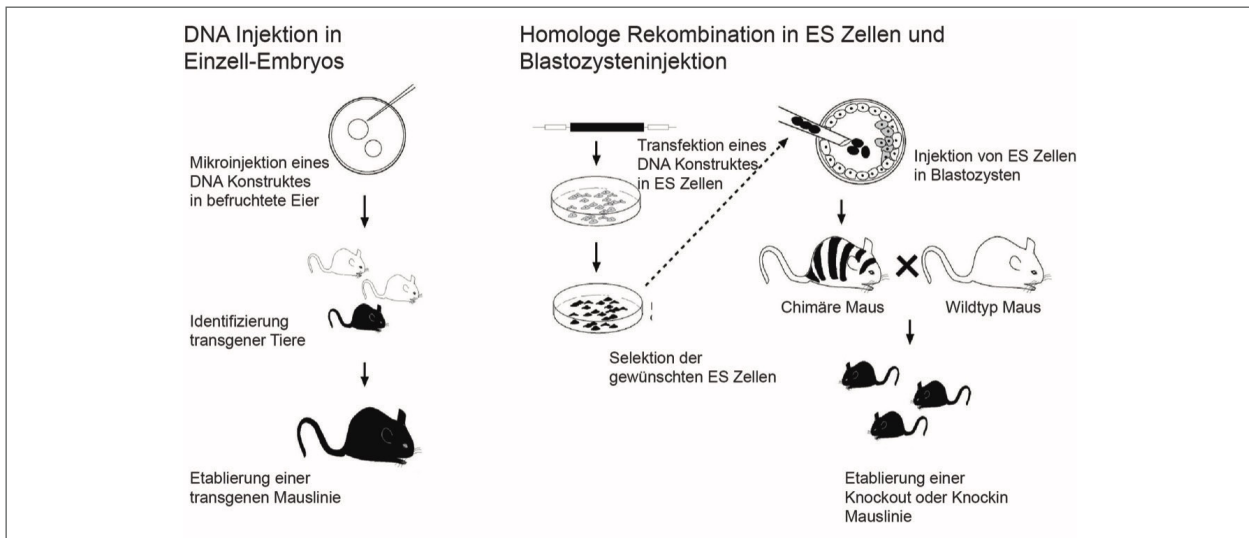 DNA Injektion in
Einzell-Embryos
Mikroinjektion eines
DNA Konstruktes
in befruchtete Eier
Identifizierung
transgener Tiere
Etablierung einer
transgenen Mauslinie
Homologe Rekombination in ES Zellen und
Blastozysteninjektion
Transfektion eines
DNA Konstruktes
in ES Zellen
Selektion der
gewünschten ES Zellen
Injektion von ES Zellen
in Blastozysten
Chimäre Maus
Wildtyp Maus
Etablierung einer
Knockout oder Knockin
Mauslinie